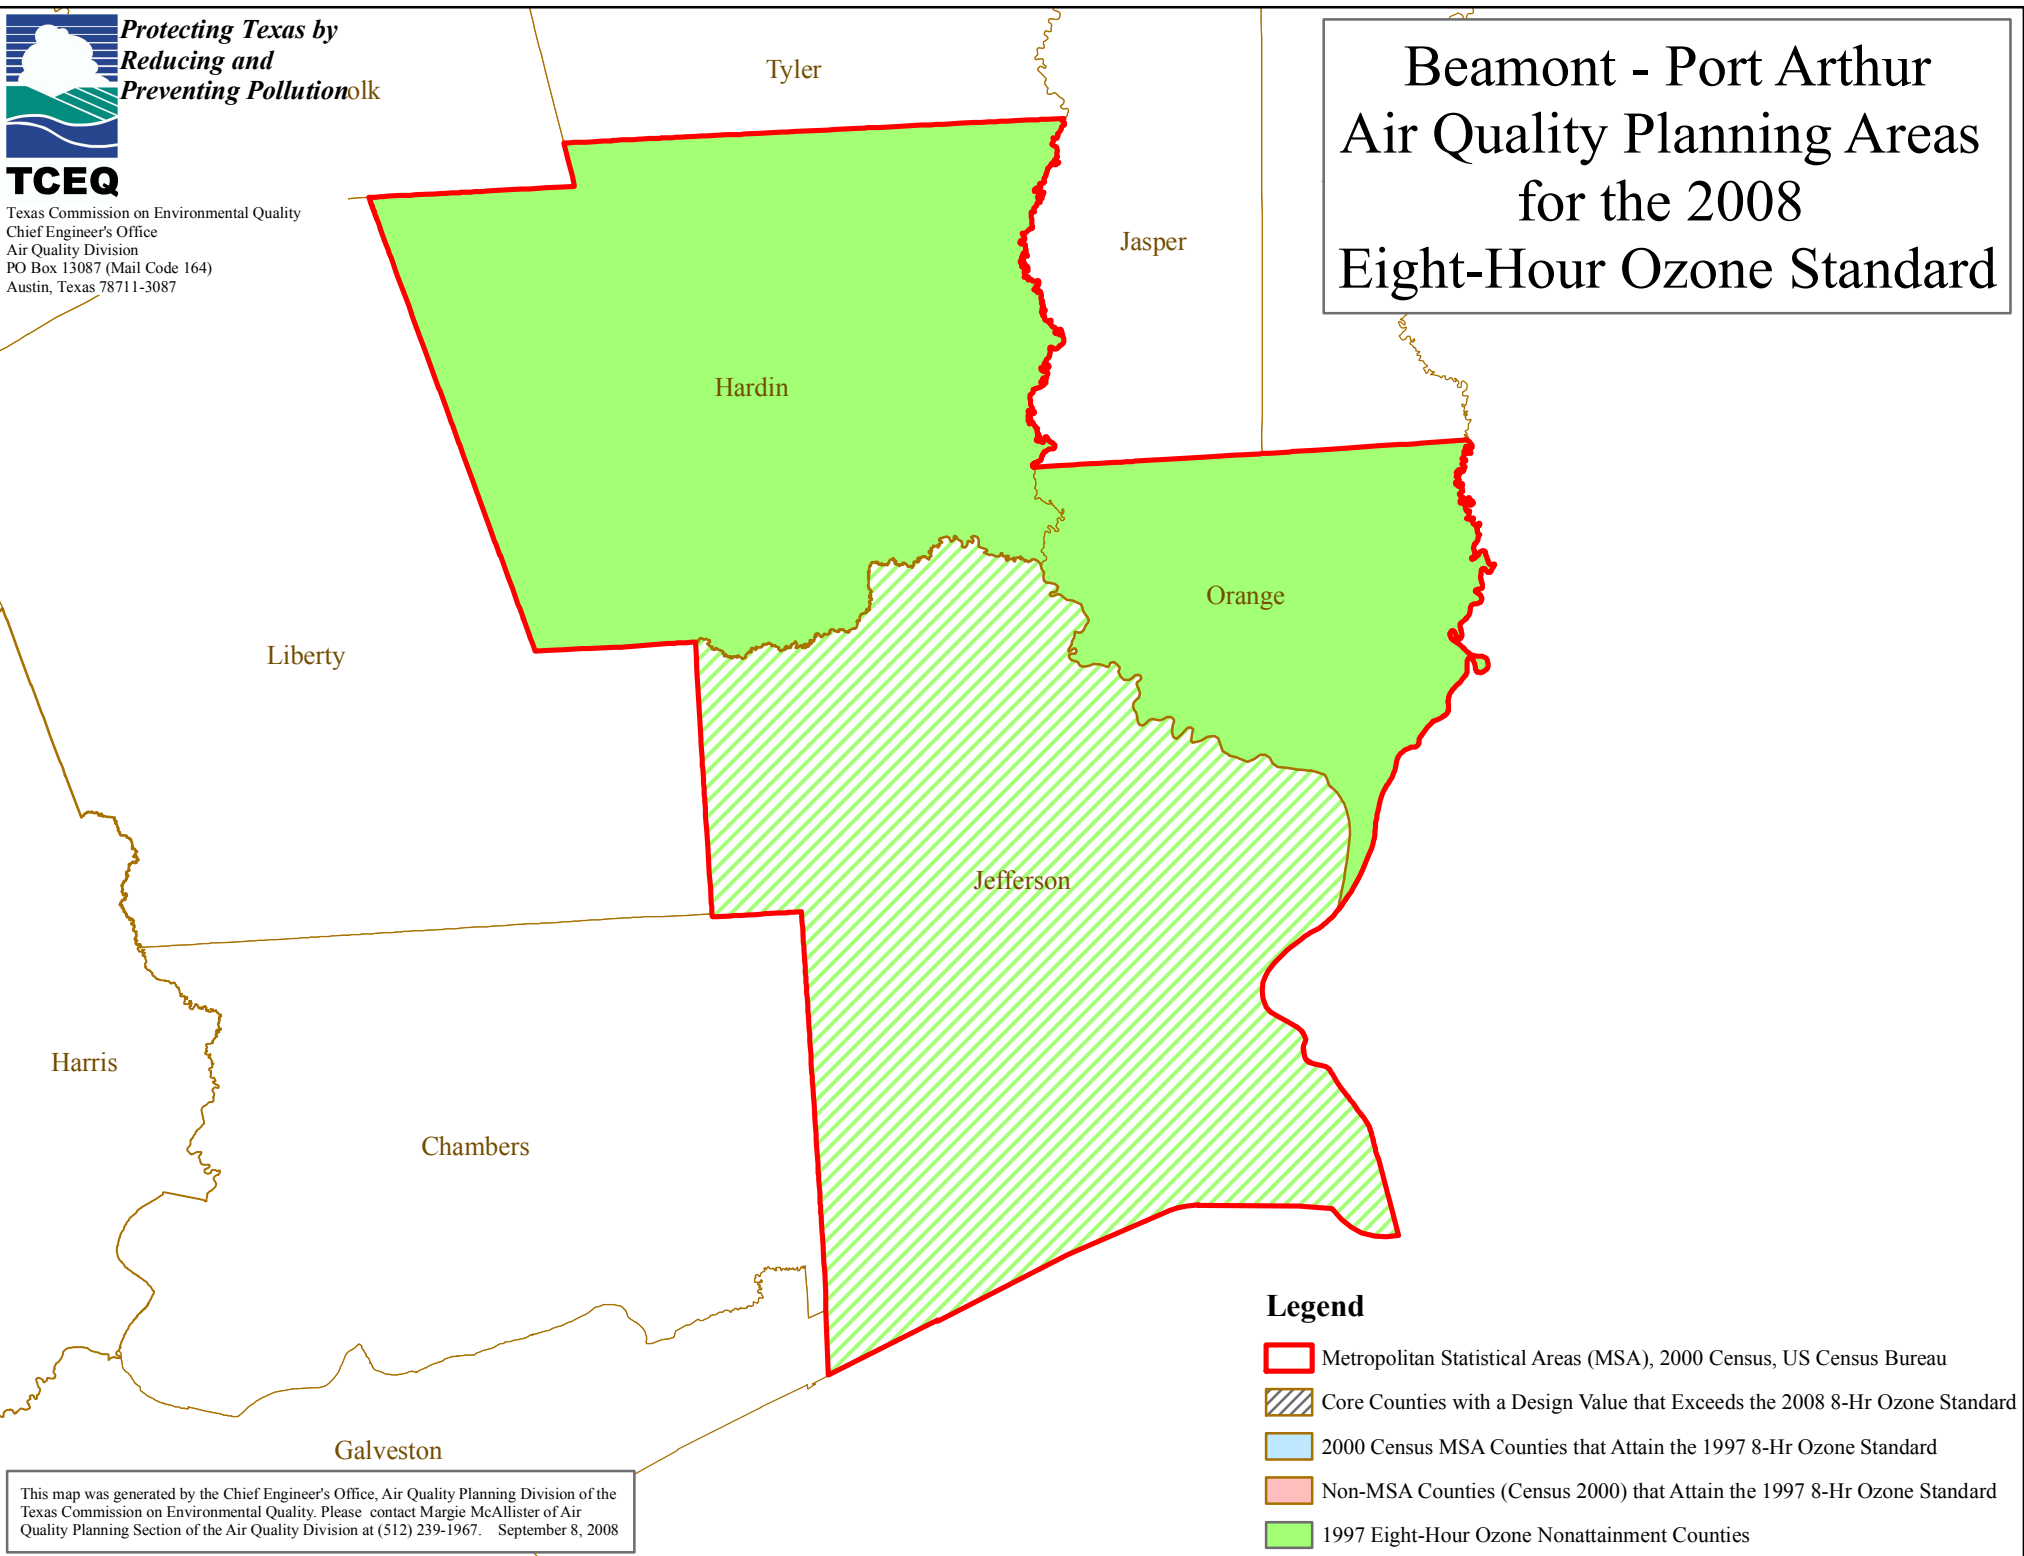 Protecting Texas by
Reducing and
Preventing Pollution
olk
TCEQ
Texas Commission on Environmental Quality
Chief Engineer's Office
Air Quality Division
PO Box 13087 (Mail Code 164)
Austin, Texas 78711-3087
Beamont - Port Arthur
Air Quality Planning Areas
for the 2008
Eight-Hour Ozone Standard
Tyler
Jasper
Hardin
Orange
Liberty
Jefferson
Harris
Chambers
Galveston
Legend
Metropolitan Statistical Areas (MSA), 2000 Census, US Census Bureau
Core Counties with a Design Value that Exceeds the 2008 8-Hr Ozone Standard
2000 Census MSA Counties that Attain the 1997 8-Hr Ozone Standard
Non-MSA Counties (Census 2000) that Attain the 1997 8-Hr Ozone Standard
1997 Eight-Hour Ozone Nonattainment Counties
This map was generated by the Chief Engineer's Office, Air Quality Planning Division of the
Texas Commission on Environmental Quality. Please contact Margie McAllister of Air
Quality Planning Section of the Air Quality Division at (512) 239-1967. September 8, 2008